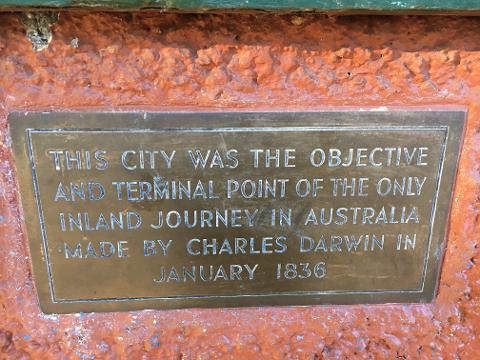 THIS CITY WAS THE OBJECTIVE
AND TERMINAL POINT OF THE ONLY
INLAND JOURNEY IN AUSTRALIA
MADE BY CHARLES DARWIN IN
JANUARY 1836